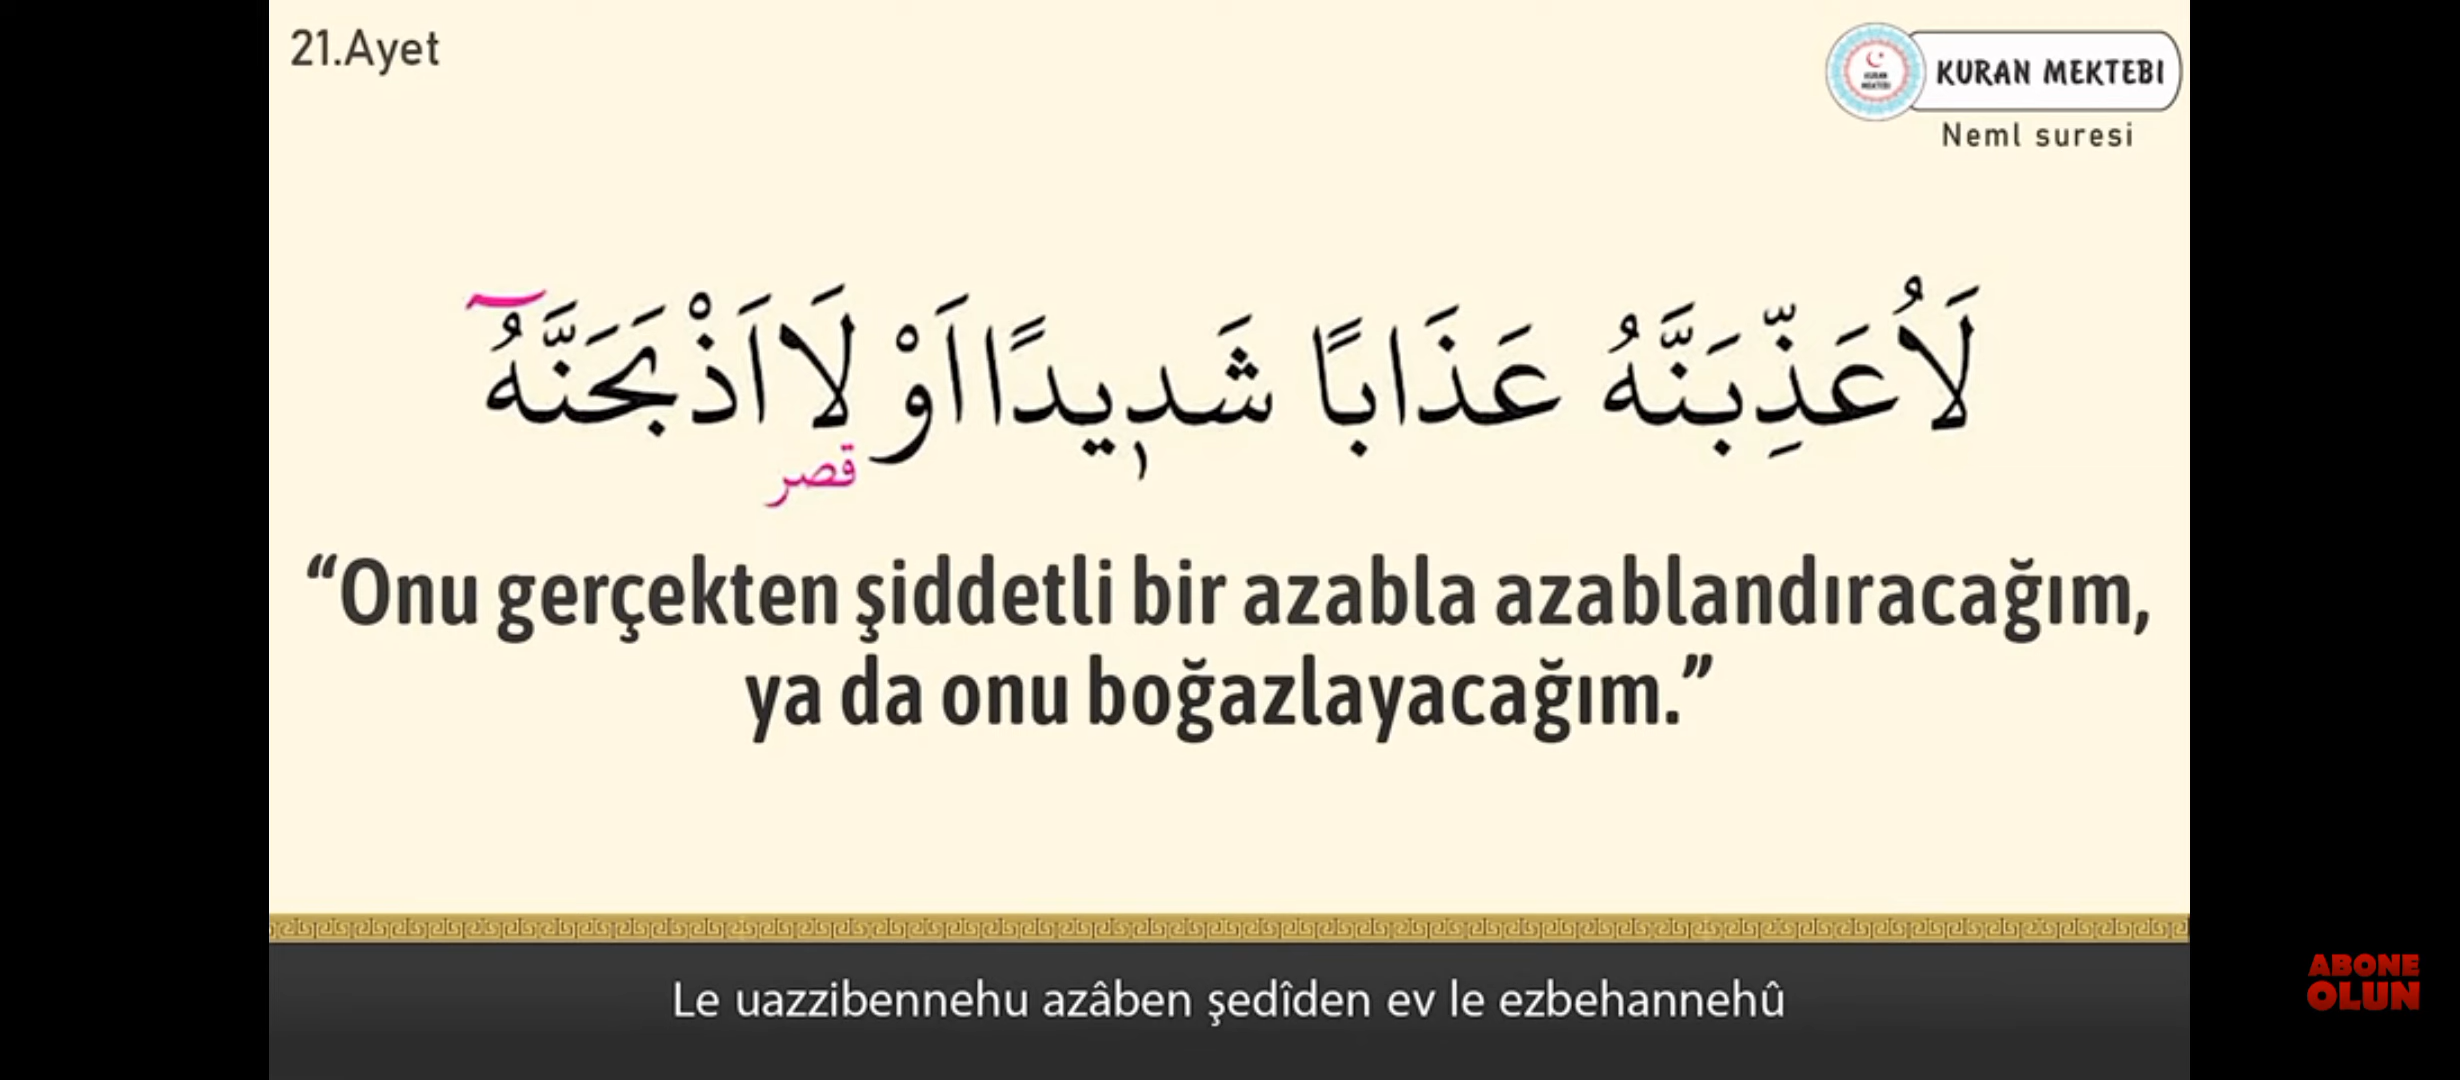 21.Ayet
KURAN MEKTEBI
Neml suresi
لَاُعَذِّبَنَّهُ عَذَابًا شَد۪يدًا اَوْ لَا اَذْبَحَنَّهُٓ
قصر
“Onu gerçekten şiddetli bir azabla azablandıracağım,
ya da onu boğazlayacağım.”
Le uazzibennehu azâben şedîden ev le ezbehannehû
ABONE
OLUN